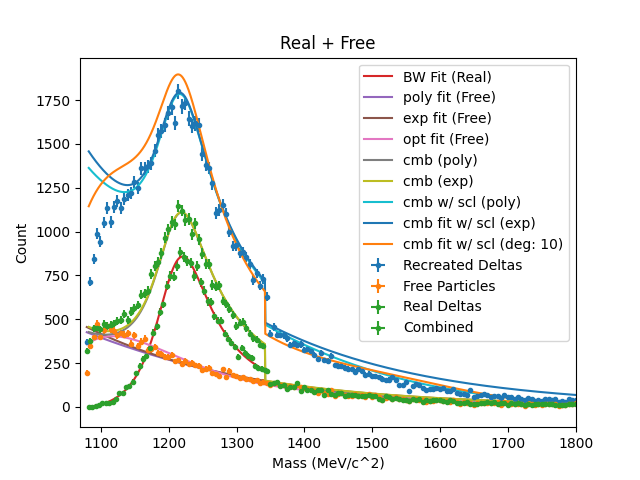 Real + Free
Count
1750
1500
1250
1000
750
500
250
0
1100
1200
1300
1400
1500
1600
1700
1800
Mass (MeV/c^2)
BW Fit (Real)
poly fit (Free)
exp fit (Free)
opt fit (Free)
cmb (poly)
cmb (exp)
cmb w/ scl (poly)
cmb fit w/ scl (exp)
cmb fit w/ scl (deg: 10)
Recreated Deltas
Free Particles
Real Deltas
Combined